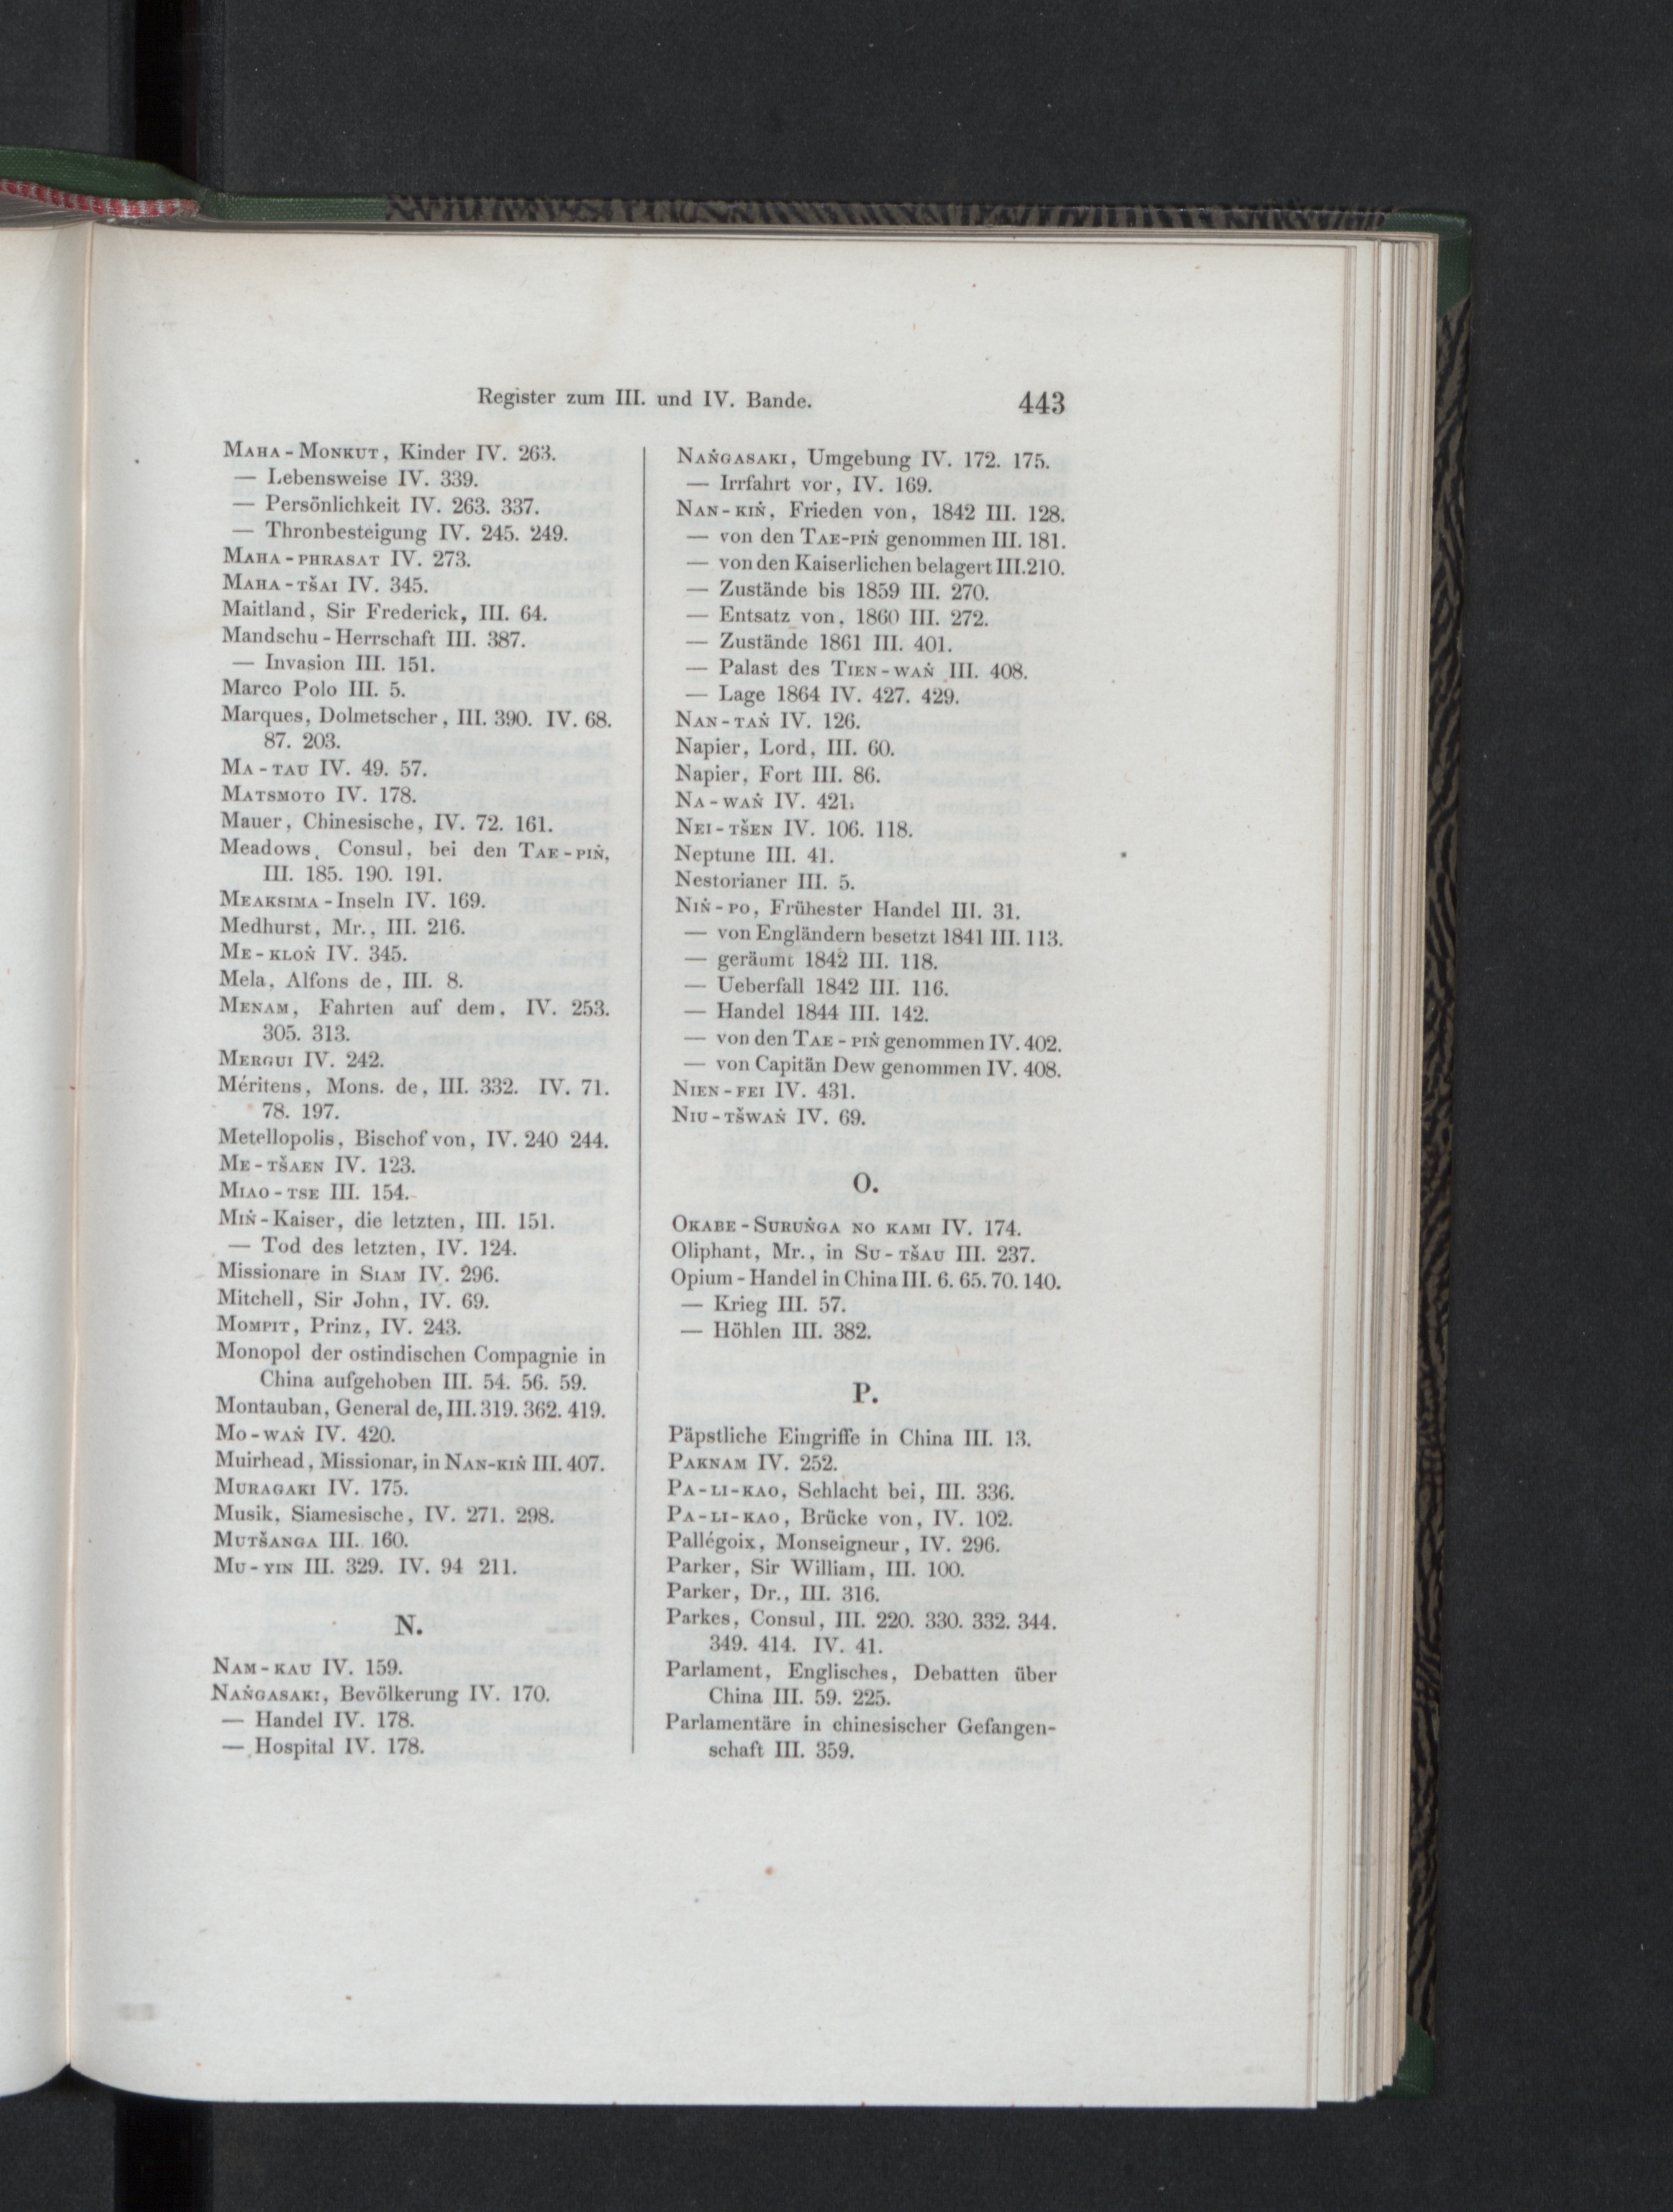 Register zum III. und IV. Bande. 443
Maha-Monkut, Kinder IV. 263.
— Lebensweise IV. 339.
— Persönlichkeit IV. 263. 337.
— Thronbesteigung IV. 245. 249.
Maha-phrasat IV. 273.
Maha-tšai IV. 345.
Maitland, Sir Frederick, III. 64.
Mandschu-Herrschaft III. 387.
— Invasion III. 151.
Marco Polo III. 5.
Marques, Dolmetscher, III. 390. IV. 68.
87. 203.
Ma-tau IV. 49. 57.
Matsmoto IV. 178.
Mauer, Chinesische, IV. 72. 161.
Meadows, Consul, bei den Tae-piṅ,
III. 185. 190. 191.
Meaksima-Inseln IV. 169.
Medhurst, Mr., III. 216.
Me-kloṅ IV. 345.
Mela, Alfons de, III. 8.
Menam, Fahrten auf dem, IV. 253.
305. 313.
Mergui IV. 242.
Méritens, Mons. de, III. 332. IV. 71.
78. 197.
Metellopolis, Bischof von, IV. 240 244.
Me-tšaen IV. 123.
Miao-tse III. 154.
Miṅ-Kaiser, die letzten, III. 151.
— Tod des letzten, IV. 124.
Missionare in Siam IV. 296.
Mitchell, Sir John, IV. 69.
Mompit, Prinz, IV. 243.
Monopol der ostindischen Compagnie in
China aufgehoben III. 54. 56. 59.
Montauban, General de, III. 319. 362. 419.
Mo-waṅ IV. 420.
Muirhead, Missionar, in Nan-kiṅ III. 407.
Muragaki IV. 175.
Musik, Siamesische, IV. 271. 298.
Mutšanga III. 160.
Mu-yin III. 329. IV. 94 211.
N.
Nam-kau IV. 159.
Naṅgasaki, Bevölkerung IV. 170.
— Handel IV. 178.
— Hospital IV. 178.
Naṅgasaki, Umgebung IV. 172. 175.
— Irrfahrt vor, IV. 169.
Nan-kiṅ, Frieden von, 1842 III. 128.
— von den Tae-piṅ genommen III. 181.
— von den Kaiserlichen belagert III. 210.
— Zustände bis 1859 III. 270.
— Entsatz von, 1860 III. 272.
— Zustände 1861 III. 401.
— Palast des Tien-waṅ III. 408.
— Lage 1864 IV. 427. 429.
Nan-taṅ IV. 126.
Napier, Lord, III. 60.
Napier, Fort III. 86.
Na-waṅ IV. 421.
Nei-tšen IV. 106. 118.
Neptune III. 41.
Nestorianer III. 5.
Niṅ-po, Frühester Handel III. 31.
— von Engländern besetzt 1841 III. 113.
— geräumt 1842 III. 118.
— Ueberfall 1842 III. 116.
— Handel 1844 III. 142.
— von den Tae-piṅ genommen IV. 402.
— von Capitän Dew genommen IV. 408.
Nien-fei IV. 431.
Niu-tšwaṅ IV. 69.
O.
Okabe-Suruṅga no kami IV. 174.
Oliphant, Mr., in Su-tšau III. 237.
Opium-Handel in China III. 6. 65. 70. 140.
— Krieg III. 57.
— Höhlen III. 382.
P.
Päpstliche Eingriffe in China III. 13.
Paknam IV. 252.
Pa-li-kao, Schlacht bei, III. 336.
Pa-li-kao, Brücke von, IV. 102.
Pallégoix, Monseigneur, IV. 296.
Parker, Sir William, III. 100.
Parker, Dr., III. 316.
Parkes, Consul, III. 220. 330. 332. 344.
349. 414. IV. 41.
Parlament, Englisches, Debatten über
China III. 59. 225.
Parlamentäre in chinesischer Gefangen-
schaft III. 359.